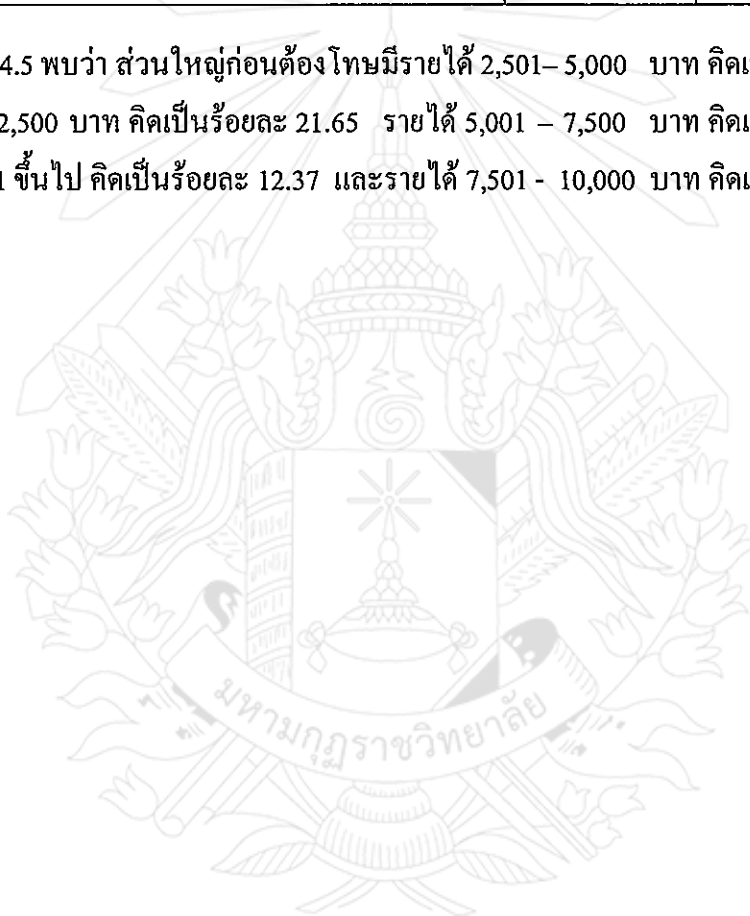 4.5 พบว่า ส่วนใหญ่ก่อนต้องโทษมีรายได้ 2,501– 5,000 บาท คิดเ
2,500 บาท คิดเป็นร้อยละ 21.65 รายได้ 5,001 – 7,500 บาท คิดเ
1 ขึ้นไป คิดเป็นร้อยละ 12.37 และรายได้ 7,501 - 10,000 บาท คิดเ
มหามกุฏราชวิทยาลัย